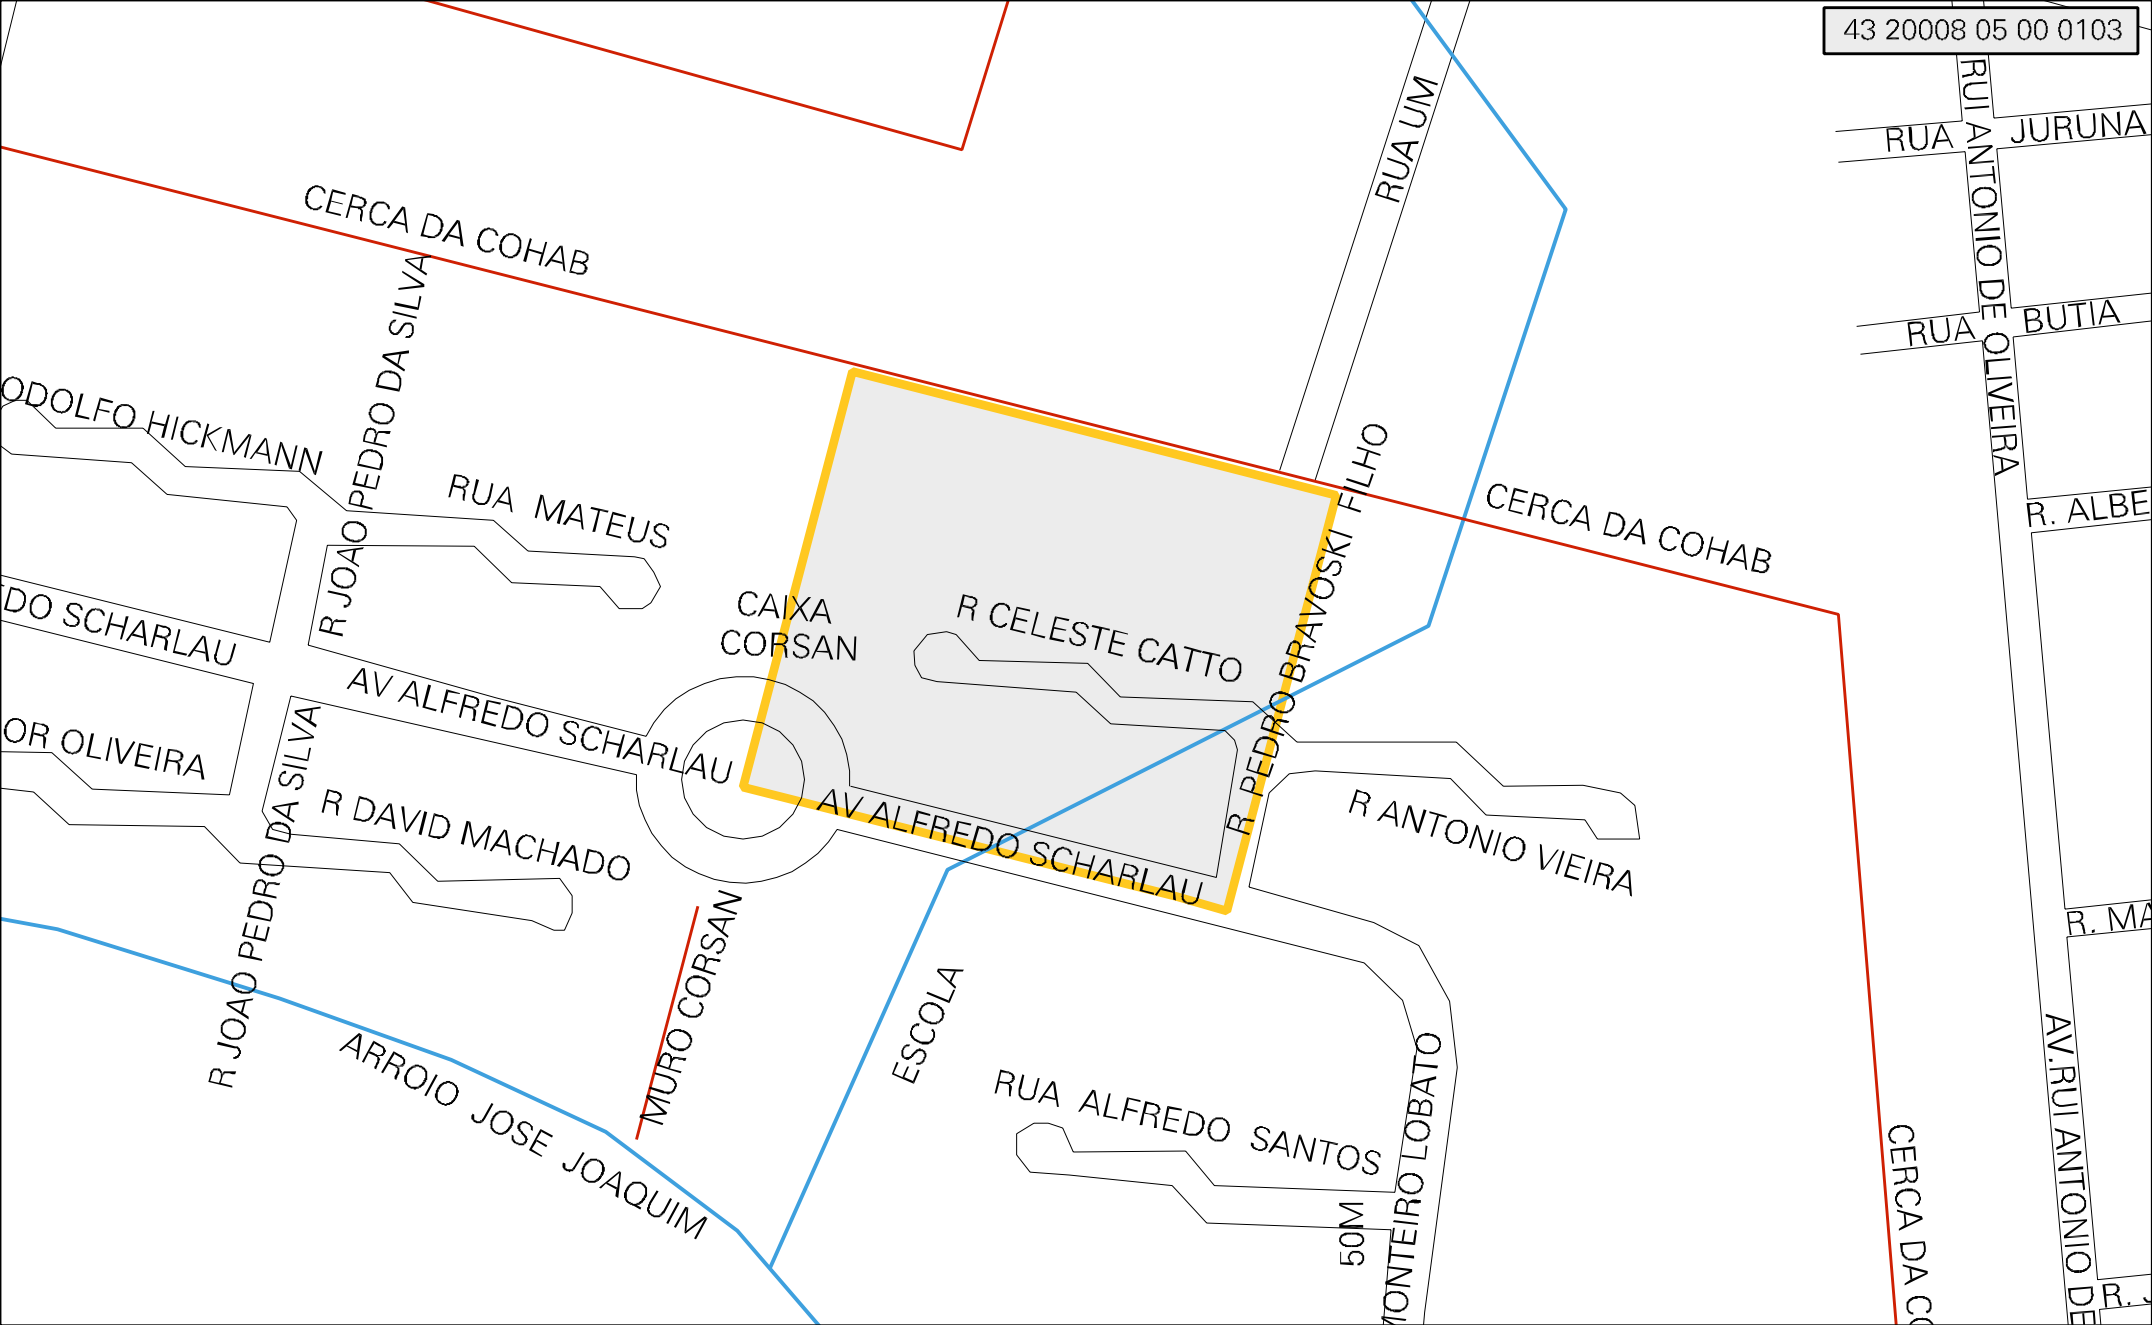 43 20008 05 00 0103
RUA UM
RUI ANTONIO DE OLIVEIRA
RUA JURUNA
CERCA DA COHAB
R JOAO PEDRO DA SILVA
RUA BUTIA
ODOLFO HICKMANN
RUA MATEUS
R PEDRO BRAVOSKI FILHO
CERCA DA COHAB
R. ALBE
CAIXA
CORSAN
R CELESTE CATTO
DO SCHARLAU
AV ALFREDO SCHARLAU
OR OLIVEIRA
R JOAO PEDRO DA SILVA
R DAVID MACHADO
AV ALFREDO SCHARLAU
R ANTONIO VIEIRA
MURO CORSAN
R. MA
ESCOLA
ARROIO JOSE JOAQUIM
RUA ALFREDO SANTOS
50M
MONTEIRO LOBATO
CERCA DA CO
AV.RUI ANTONIO DE
R. J